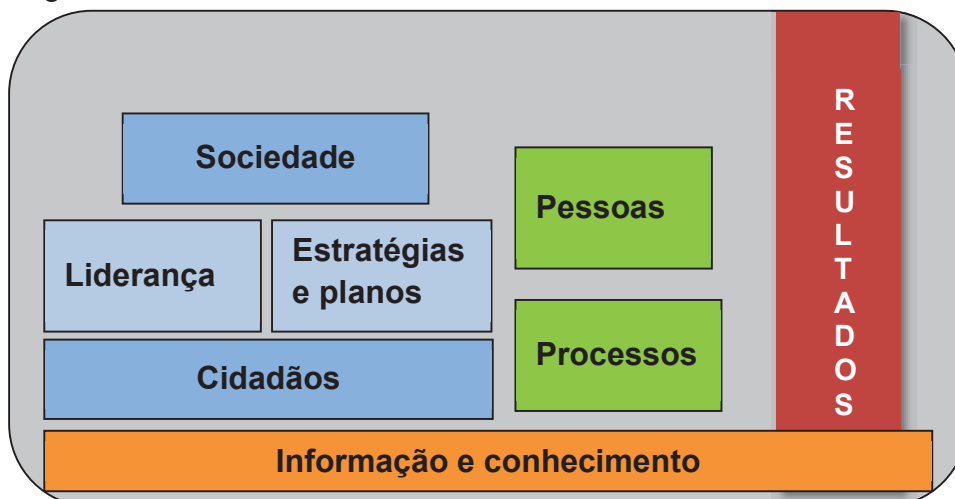 Sociedade
Liderança
Estratégias
e planos
Cidadãos
Pessoas
Processos
RESULTADOS
Informação e conhecimento